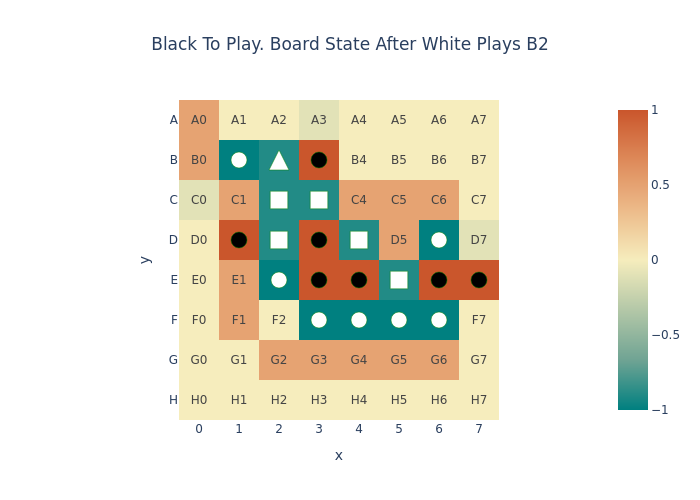 Black To Play. Board State After White Plays B2
A A0 A1 A2 A3 A4 A5 A6 A7
B B0 B4 B5 B6 B7
C C0 C1 C4 C5 C6 C7
D D0 D5 D7
E E0 E1
F F0 F1 F2 F7
G G0 G1 G2 G3 G4 G5 G6 G7
H H0 H1 H2 H3 H4 H5 H6 H7
0 1 2 3 4 5 6 7
x
y
1
0.5
0
−0.5
−1